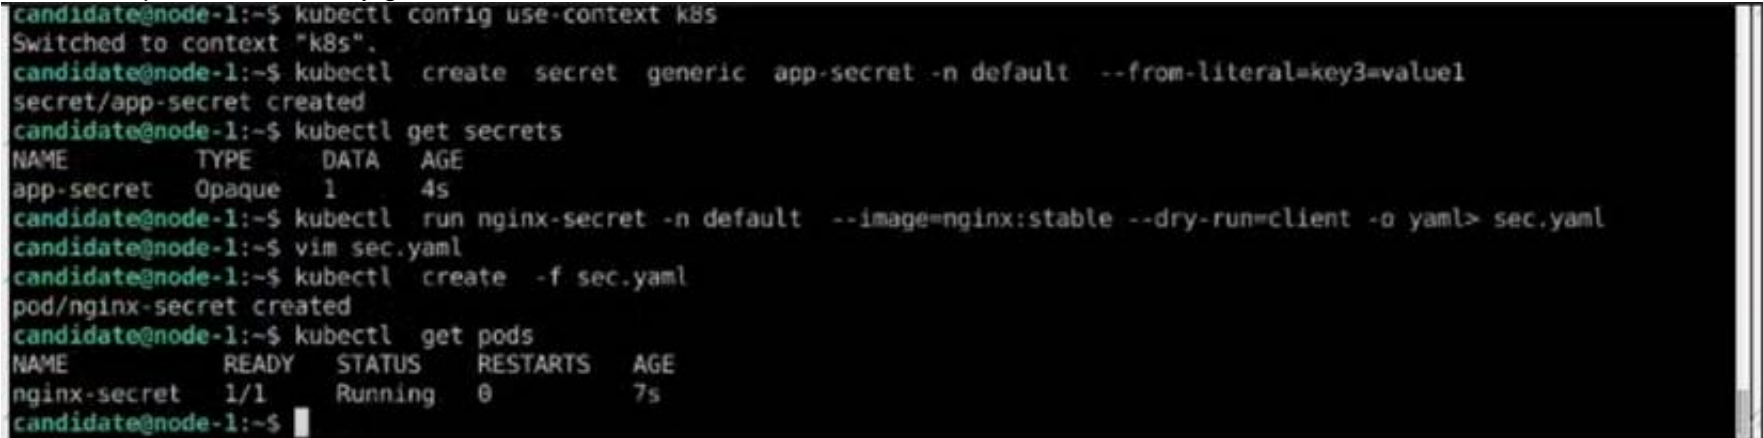 candidate@node-1:~$ kubectl config use-context k8s
Switched to context "k8s".
candidate@node-1:~$ kubectl  create  secret  generic  app-secret -n default  --from-literal=key3=value1
secret/app-secret created
candidate@node-1:~$ kubectl get secrets
NAME         TYPE     DATA   AGE
app-secret   Opaque   1      4s
candidate@node-1:~$ kubectl  run nginx-secret -n default  --image=nginx:stable --dry-run=client -o yaml> sec.yaml
candidate@node-1:~$ vim sec.yaml
candidate@node-1:~$ kubectl  create  -f sec.yaml
pod/nginx-secret created
candidate@node-1:~$ kubectl  get pods
NAME           READY   STATUS    RESTARTS   AGE
nginx-secret   1/1     Running   0          7s
candidate@node-1:~$